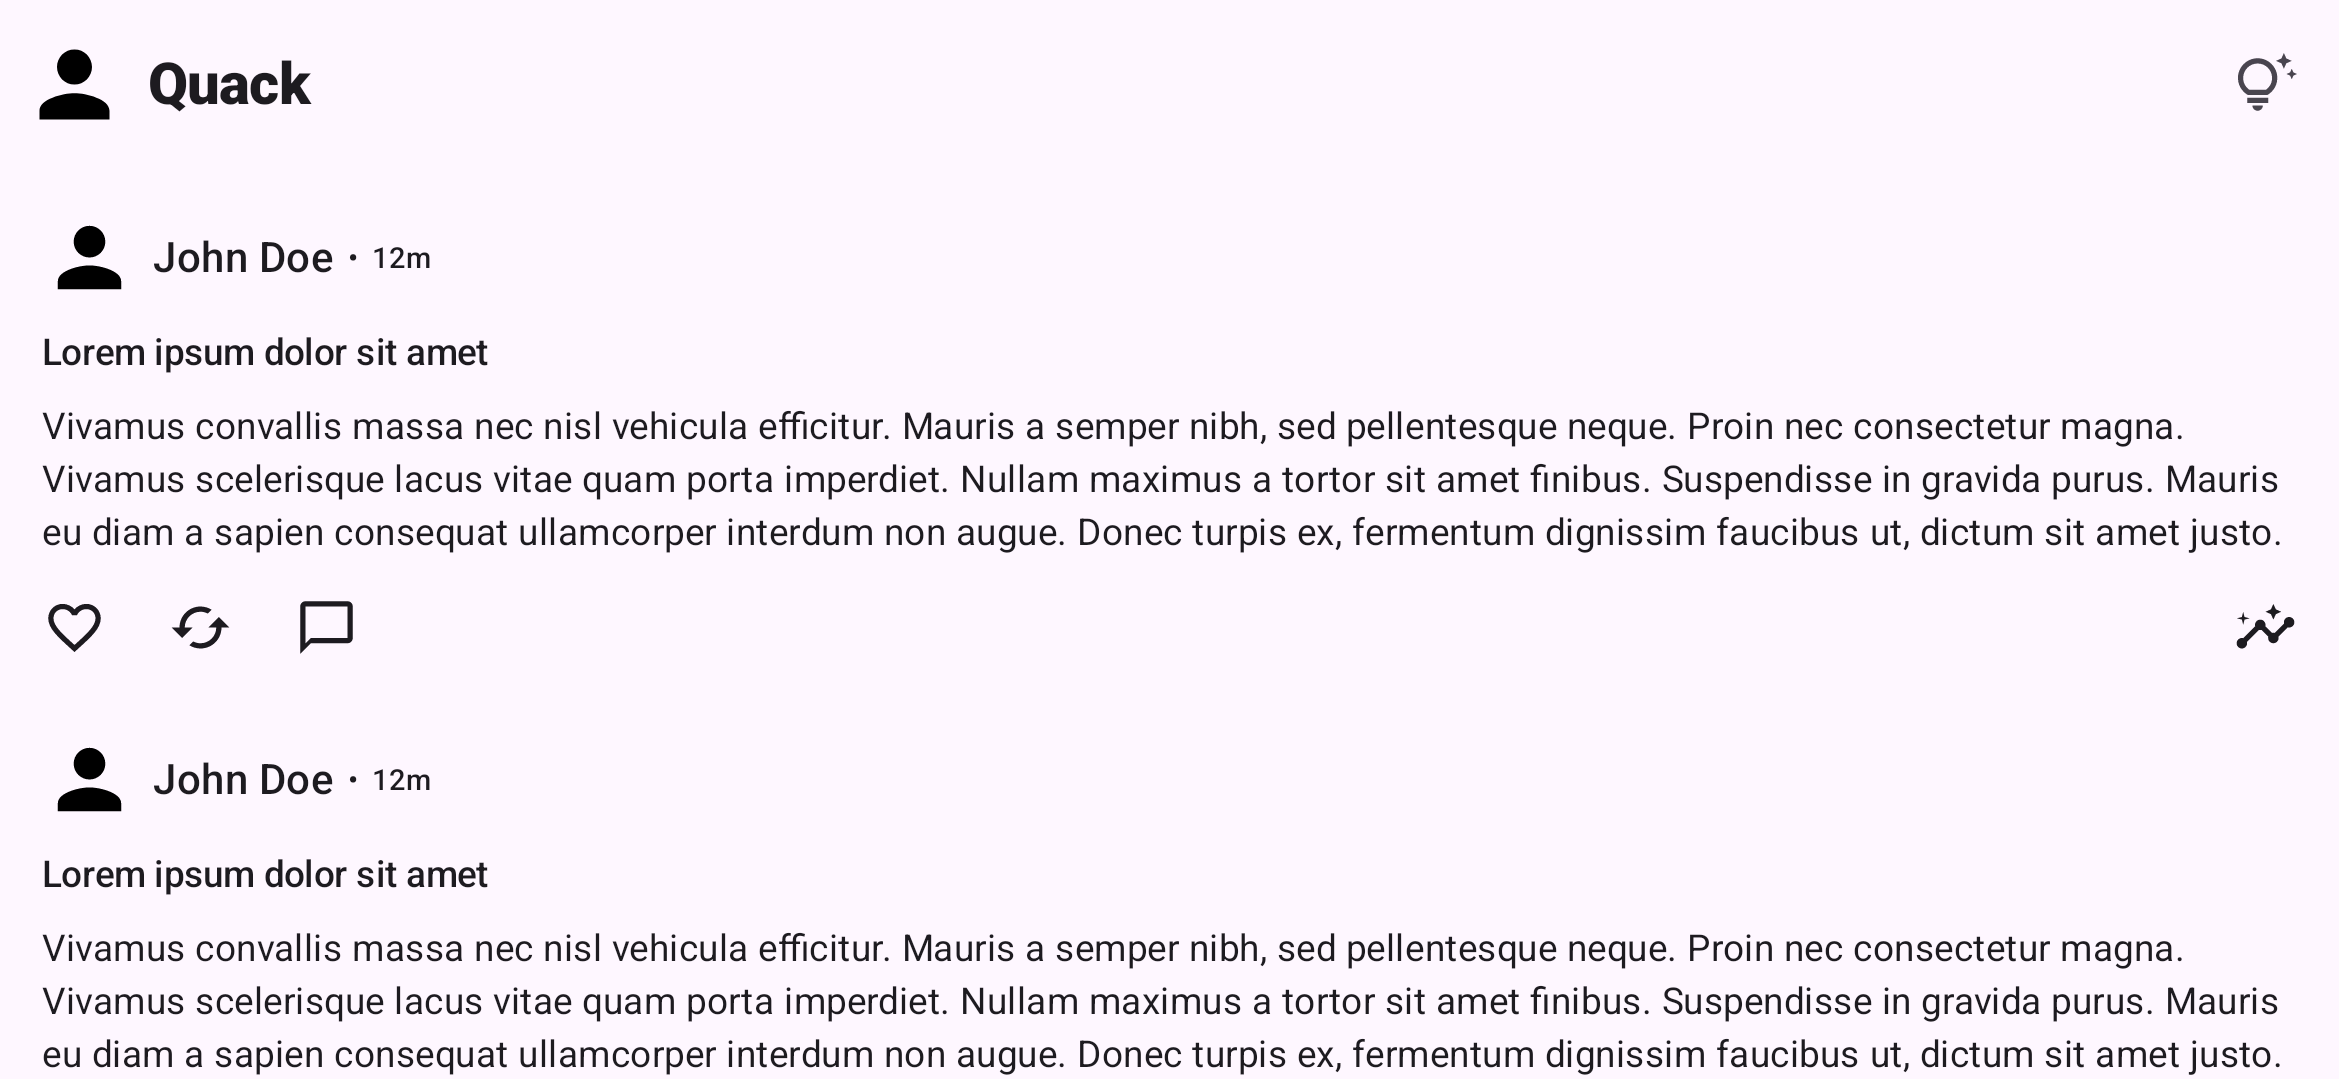 Quack
John Doe · 12m
Lorem ipsum dolor sit amet
Vivamus convallis massa nec nisl vehicula efficitur. Mauris a semper nibh, sed pellentesque neque. Proin nec consectetur magna.
Vivamus scelerisque lacus vitae quam porta imperdiet. Nullam maximus a tortor sit amet finibus. Suspendisse in gravida purus. Mauris
eu diam a sapien consequat ullamcorper interdum non augue. Donec turpis ex, fermentum dignissim faucibus ut, dictum sit amet justo.
John Doe · 12m
Lorem ipsum dolor sit amet
Vivamus convallis massa nec nisl vehicula efficitur. Mauris a semper nibh, sed pellentesque neque. Proin nec consectetur magna.
Vivamus scelerisque lacus vitae quam porta imperdiet. Nullam maximus a tortor sit amet finibus. Suspendisse in gravida purus. Mauris
eu diam a sapien consequat ullamcorper interdum non augue. Donec turpis ex, fermentum dignissim faucibus ut, dictum sit amet justo.